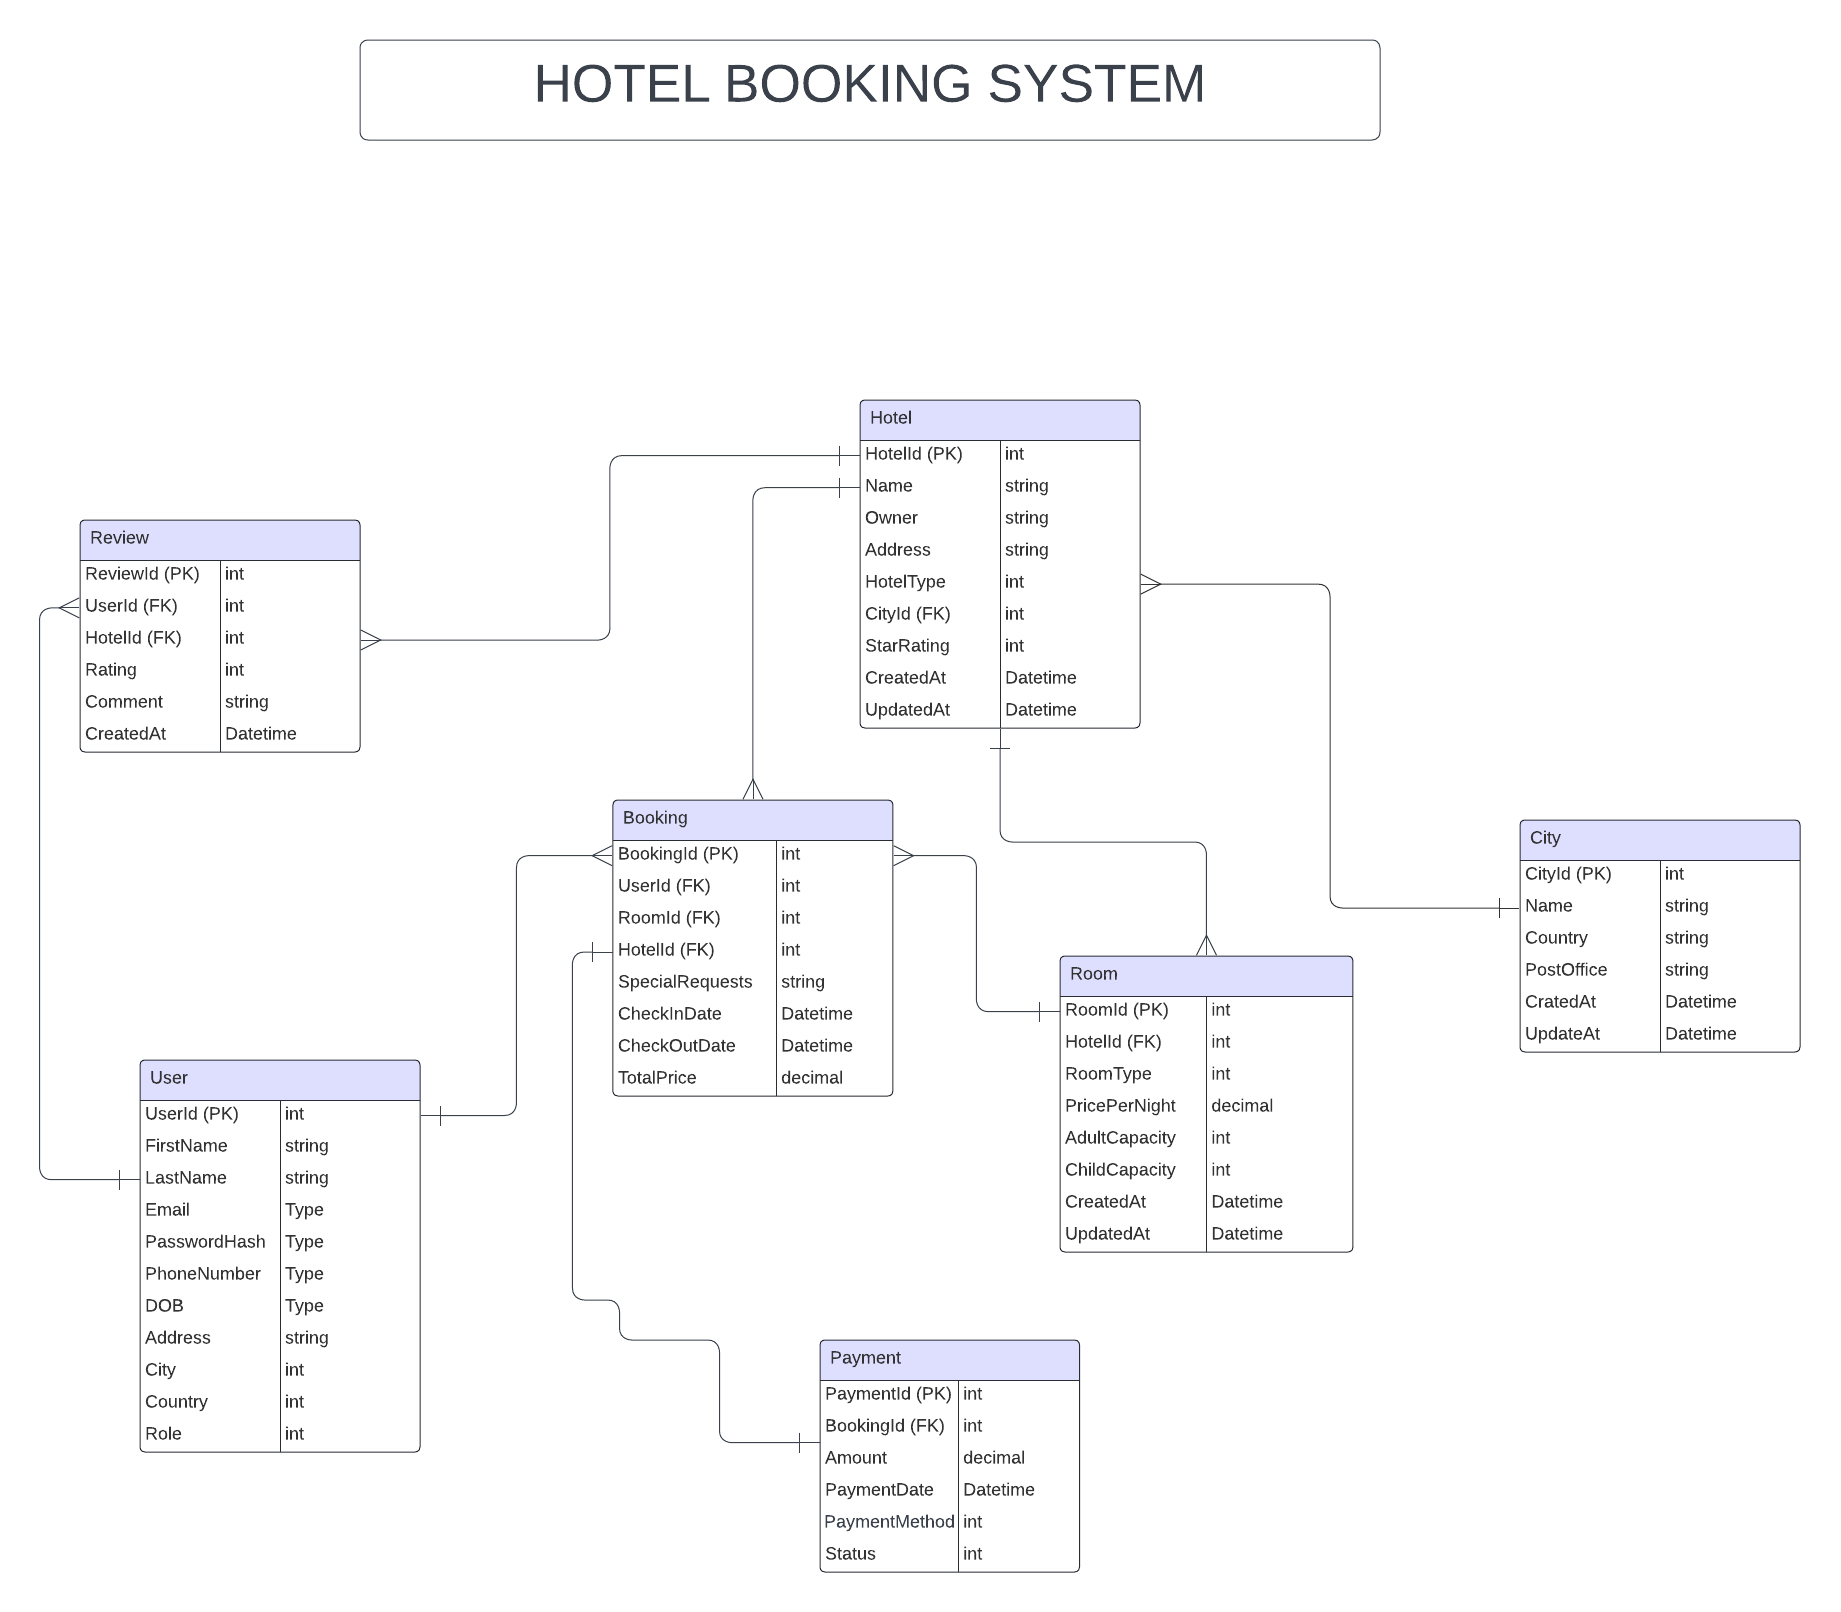 HOTEL BOOKING SYSTEM
Hotel
HotelId (PK) int
Name string
Owner string
Address string
HotelType int
CityId (FK) int
StarRating int
CreatedAt Datetime
UpdatedAt Datetime
Review
ReviewId (PK) int
UserId (FK) int
HotelId (FK) int
Rating int
Comment string
CreatedAt Datetime
Booking
BookingId (PK) int
UserId (FK) int
RoomId (FK) int
HotelId (FK) int
SpecialRequests string
CheckInDate Datetime
CheckOutDate Datetime
TotalPrice decimal
City
CityId (PK) int
Name string
Country string
PostOffice string
CratedAt Datetime
UpdateAt Datetime
Room
RoomId (PK) int
HotelId (FK) int
RoomType int
PricePerNight decimal
AdultCapacity int
ChildCapacity int
CreatedAt Datetime
UpdatedAt Datetime
User
UserId (PK) int
FirstName string
LastName string
Email Type
PasswordHash Type
PhoneNumber Type
DOB Type
Address string
City int
Country int
Role int
Payment
PaymentId (PK) int
BookingId (FK) int
Amount decimal
PaymentDate Datetime
PaymentMethod int
Status int